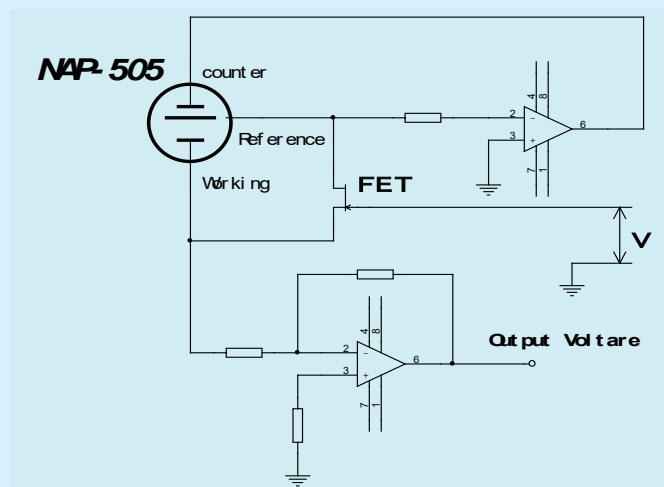 NAP-505
counter
4
8
2
-
6
Reference
3
+
Working
FET
7
1
V
4
8
Output Voltare
2
-
6
3
+
7
1